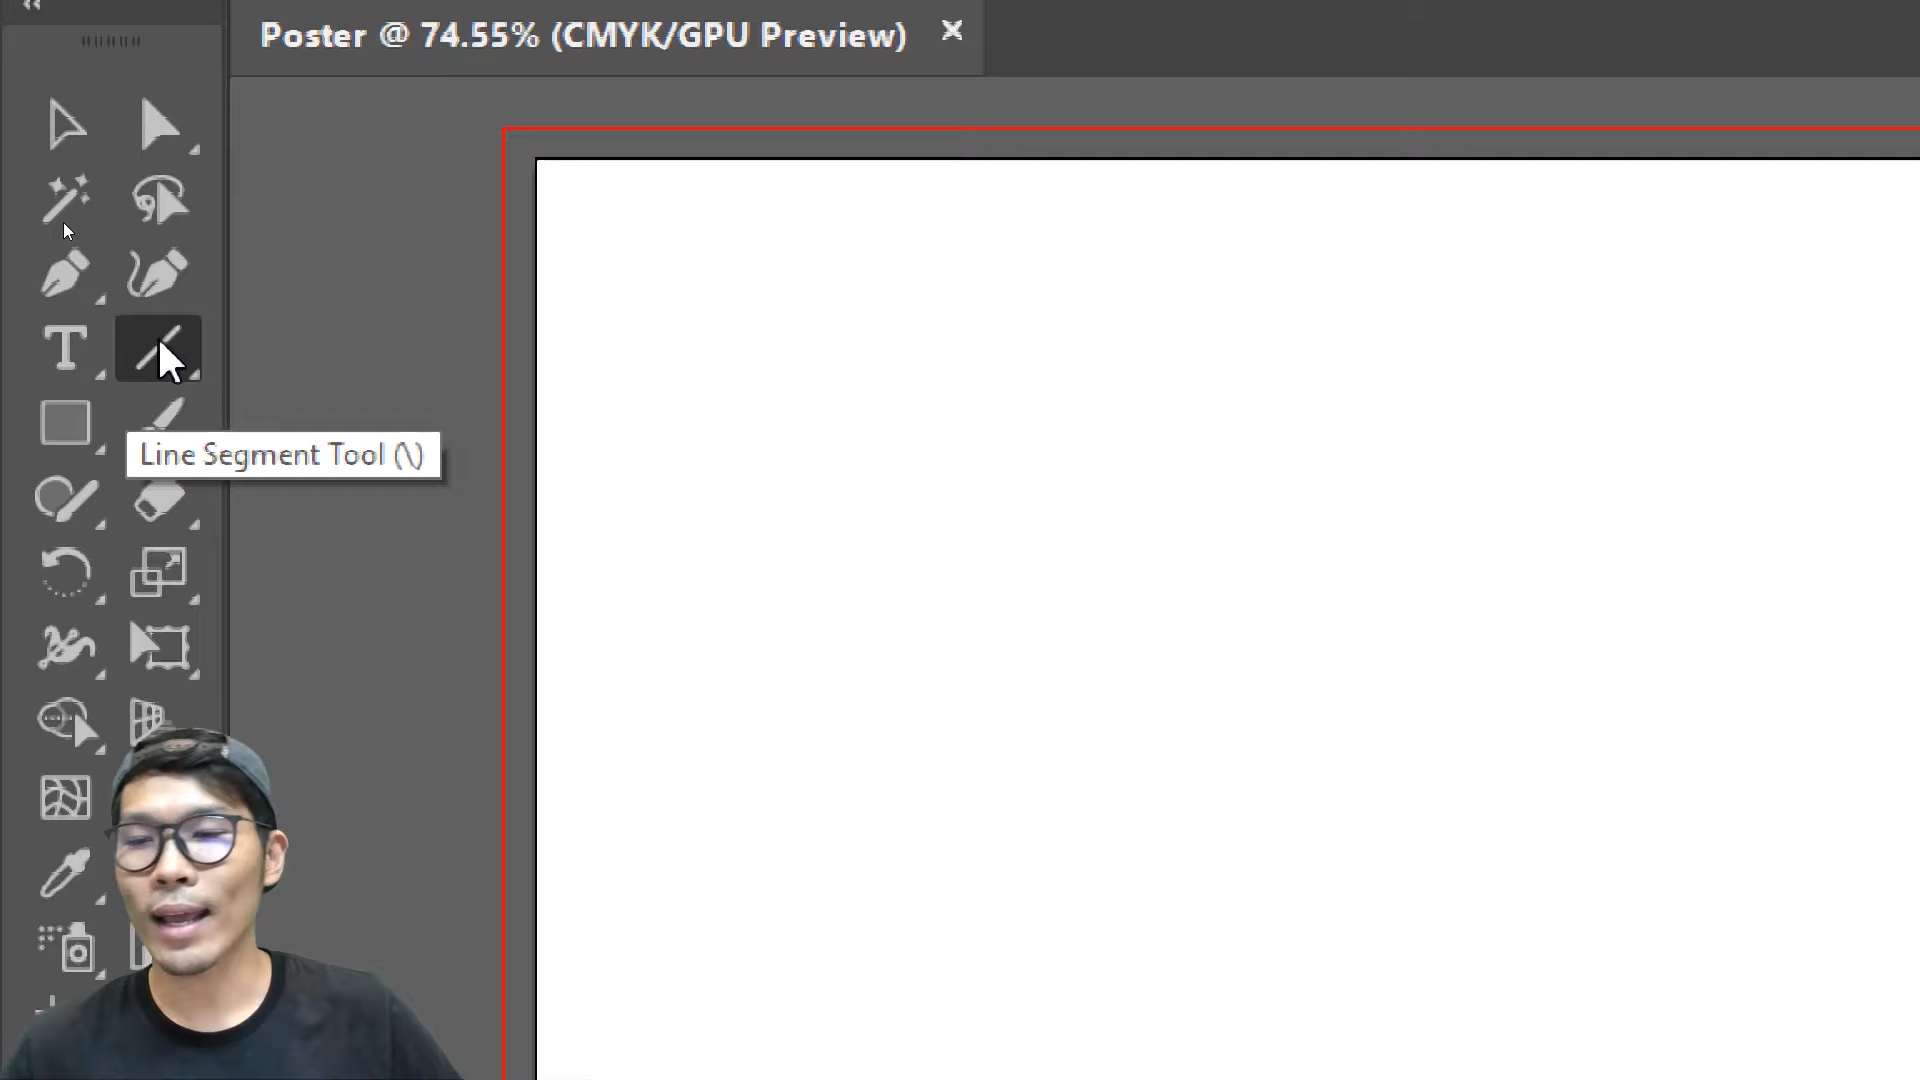 Poster @ 74.55% (CMYK/GPU Preview)
Line Segment Tool (\)